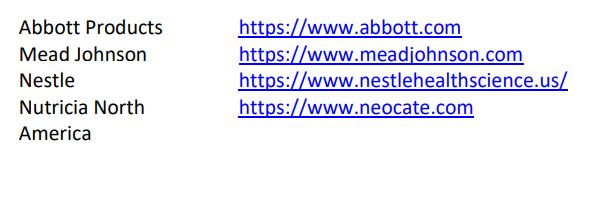 Abbott Products https://www.abbott.com
Mead Johnson https://www.meadjohnson.com
Nestle https://www.nestlehealthscience.us/
Nutricia North https://www.neocate.com
America